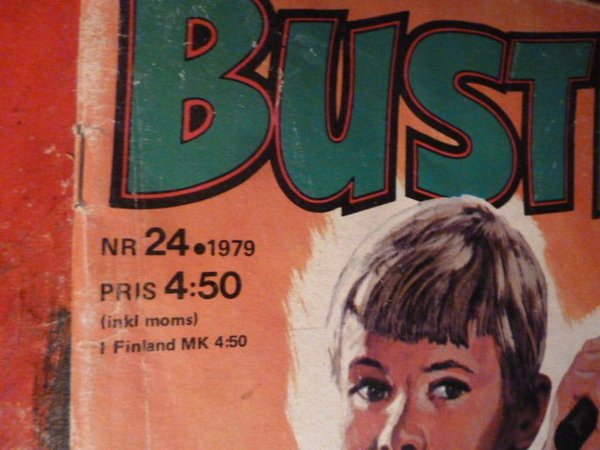 BUST
NR 24•1979
PRIS 4:50
(inkl moms)
I Finland MK 4:50